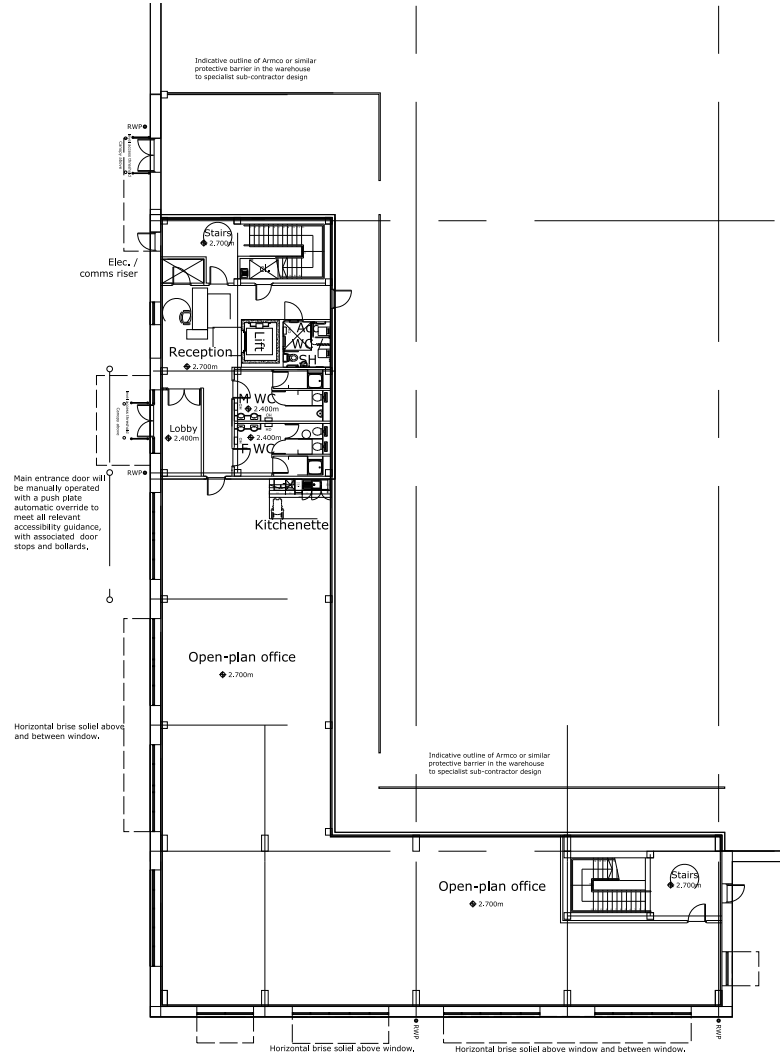 Indicative outline of Armco or similar
protective barrier in the warehouse
to specialist sub-contractor design
RWP
Canopy above
Stairs
2.700m
Elec. /
comms riser
Reception
2.700m
Lift
Acc
WC /
SH
M WC
2.400m
Canopy above
Lobby
2.400m
2.400m
F WC
RWP
Main entrance door will
be manually operated
with a push plate
automatic override to
meet all relevant
accessibility guidance,
with associated door
stops and bollards.
Kitchenette
Open-plan office
2.700m
Horizontal brise soliel above
and between window.
Indicative outline of Armco or similar
protective barrier in the warehouse
to specialist sub-contractor design
Open-plan office
2.700m
Stairs
2.700m
RWP
RWP
Horizontal brise soliel above window.
Horizontal brise soliel above window and between window.